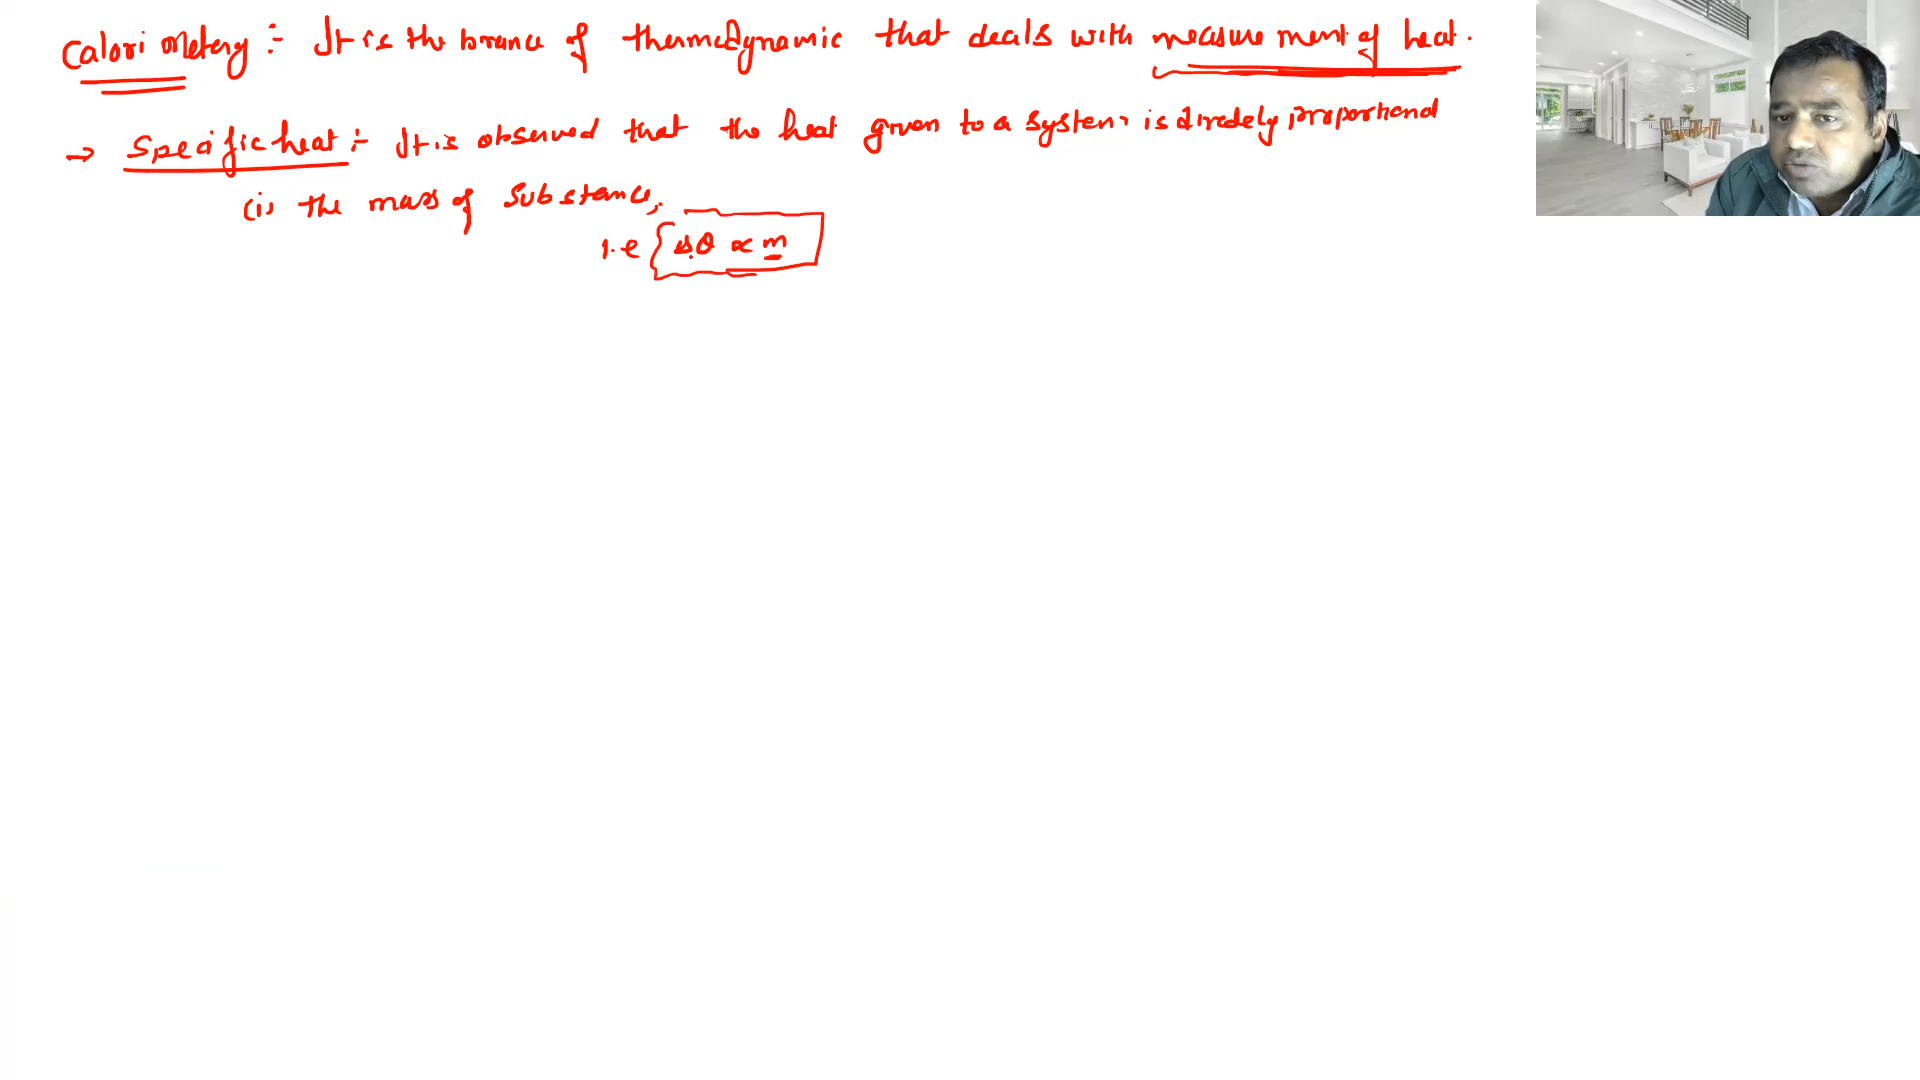 Calorimetery :- It is the brance of thermodynamic that deals with measurement of heat.
→ Specific heat :- It is observed that the heat given to a system is directely proportional
(i) the mass of substance,
i.e ΔQ ∝ m